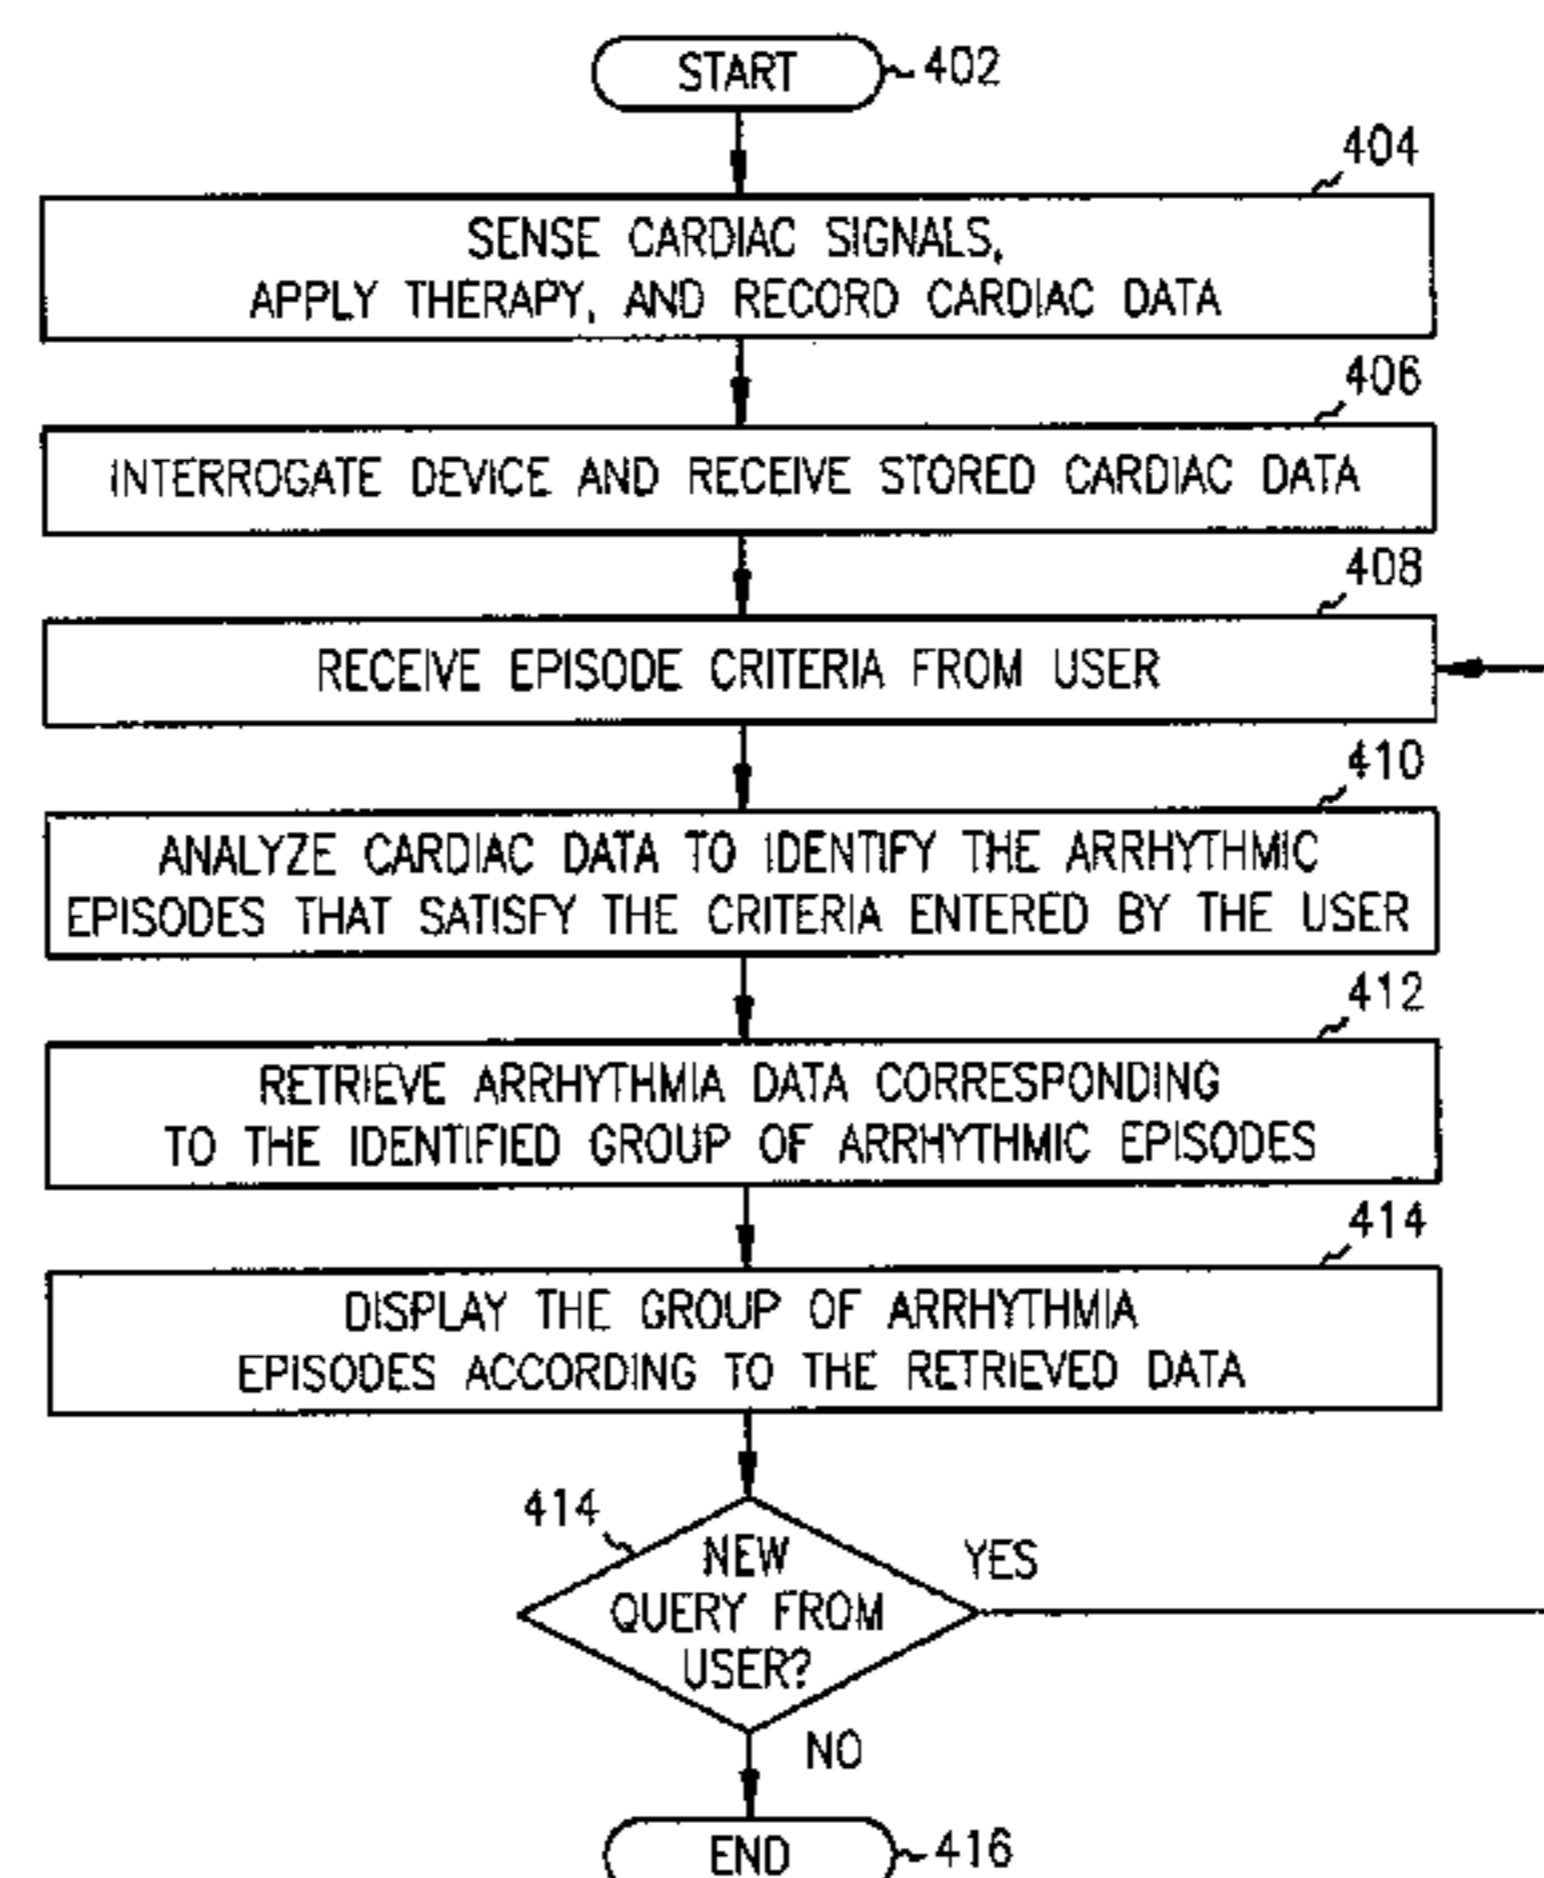 START
402
404
SENSE CARDIAC SIGNALS,
APPLY THERAPY, AND RECORD CARDIAC DATA
406
INTERROGATE DEVICE AND RECEIVE STORED CARDIAC DATA
408
RECEIVE EPISODE CRITERIA FROM USER
410
ANALYZE CARDIAC DATA TO IDENTIFY THE ARRHYTHMIC
EPISODES THAT SATISFY THE CRITERIA ENTERED BY THE USER
412
RETRIEVE ARRHYTHMIA DATA CORRESPONDING
TO THE IDENTIFIED GROUP OF ARRHYTHMIC EPISODES
414
DISPLAY THE GROUP OF ARRHYTHMIA
EPISODES ACCORDING TO THE RETRIEVED DATA
414
NEW
QUERY FROM
USER?
YES
NO
END
416